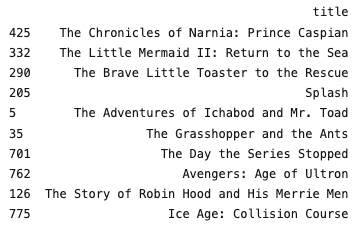 title
425 The Chronicles of Narnia: Prince Caspian
332 The Little Mermaid II: Return to the Sea
290 The Brave Little Toaster to the Rescue
205 Splash
5 The Adventures of Ichabod and Mr. Toad
35 The Grasshopper and the Ants
701 The Day the Series Stopped
762 Avengers: Age of Ultron
126 The Story of Robin Hood and His Merrie Men
775 Ice Age: Collision Course